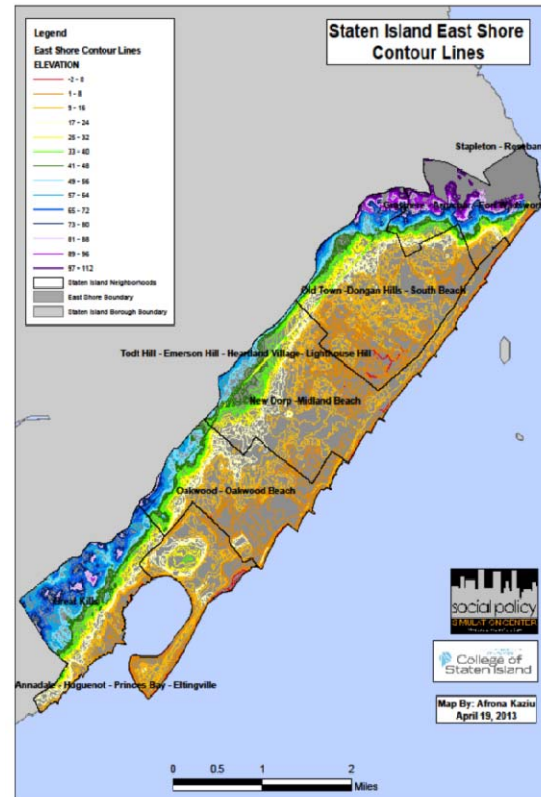 Staten Island East Shore
Contour Lines
Legend
East Shore Contour Lines
ELEVATION
-2 - 0
1 - 8
9 - 16
17 - 24
25 - 32
33 - 40
41 - 48
49 - 56
57 - 64
65 - 72
73 - 80
81 - 88
89 - 96
97 - 112
Staten Island Neighborhoods
East Shore Boundary
Staten Island Borough Boundary
Stapleton - Rosebank
Old Town -Dongan Hills - South Beach
Todt Hill - Emerson Hill - Heartland Village- Lighthouse Hill
New Dorp -Midland Beach
Oakwood - Oakwood Beach
Great Kills
Annadale - Huguenot - Princes Bay - Eltingville
social policy
SIMULATION CENTER
College of
Staten Island
Map By: Afrona Kaziu
April 19, 2013
0 0.5 1 2
Miles